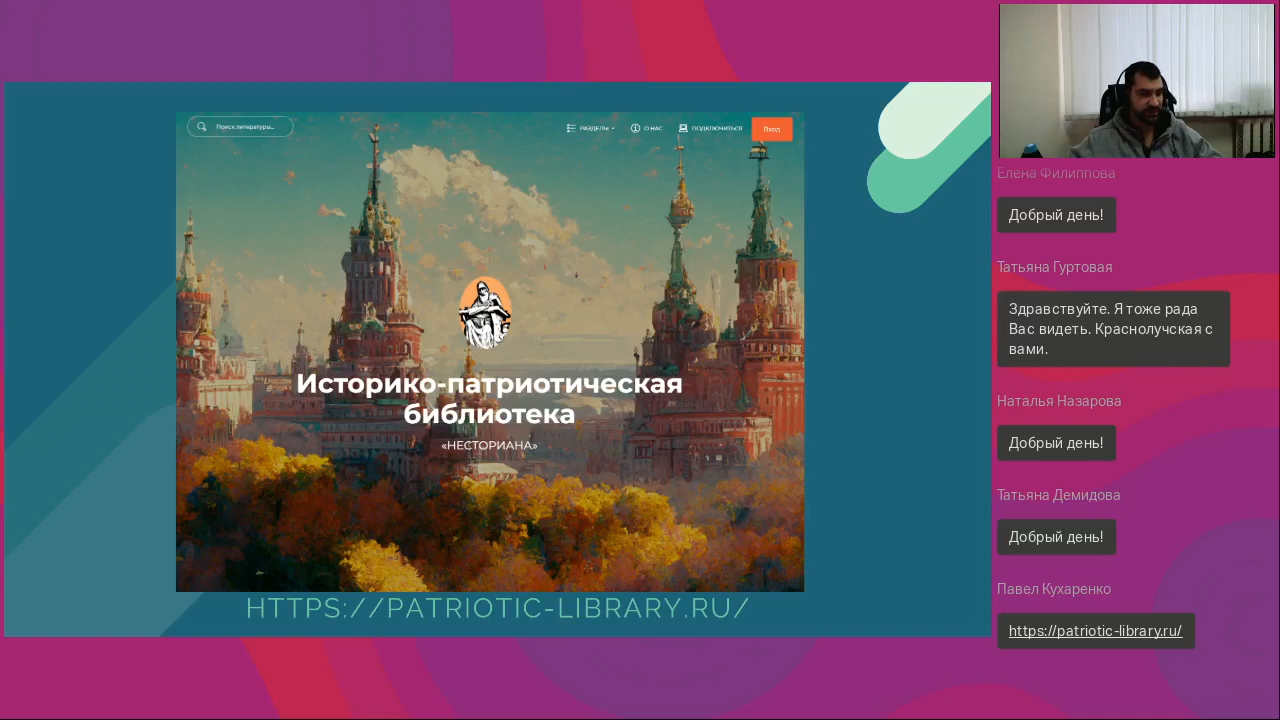 Поиск литературы...
РАЗДЕЛЫ
О НАС
ПОДКЛЮЧИТЬСЯ
Вход
Историко-патриотическая
библиотека
«НЕСТОРИАНА»
HTTPS://PATRIOTIC-LIBRARY.RU/
Елена Филиппова
Добрый день!
Татьяна Гуртовая
Здравствуйте. Я тоже рада
Вас видеть. Краснолучская с
вами.
Наталья Назарова
Добрый день!
Татьяна Демидова
Добрый день!
Павел Кухаренко
https://patriotic-library.ru/